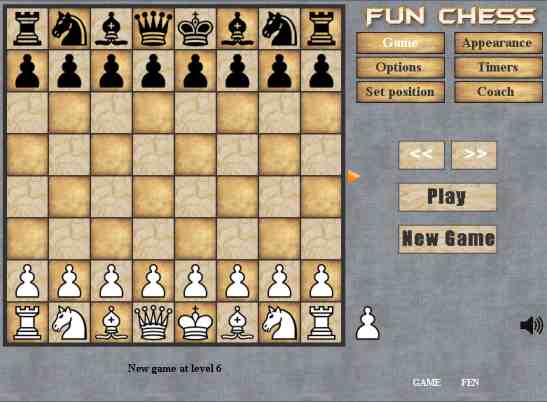 FUN CHESS
Game
Appearance
Options
Timers
Set position
Coach
<< >>
Play
New Game
New game at level 6
GAME FEN